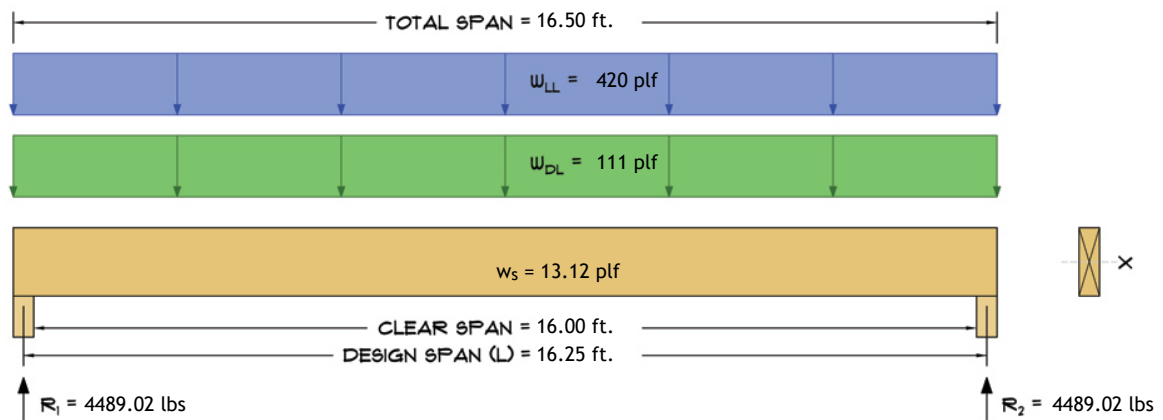 TOTAL SPAN = 16.50 ft.
WLL = 420 plf
WDL = 111 plf
ws = 13.12 plf
X
CLEAR SPAN = 16.00 ft.
DESIGN SPAN (L) = 16.25 ft.
R1 = 4489.02 lbs
R2 = 4489.02 lbs